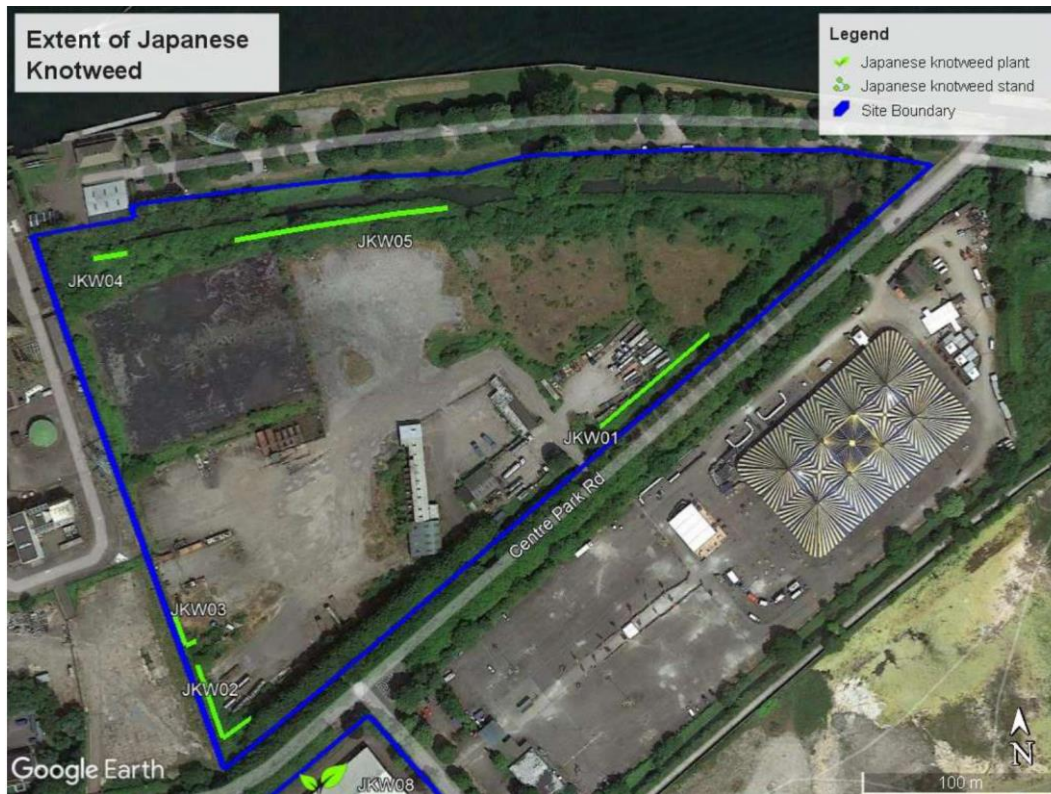 Extent of Japanese
Knotweed
Legend
Japanese knotweed plant
Japanese knotweed stand
Site Boundary
JKW05
JKW04
JKW01
Centre Park Rd
JKW03
JKW02
JKW08
N
Google Earth
100 m